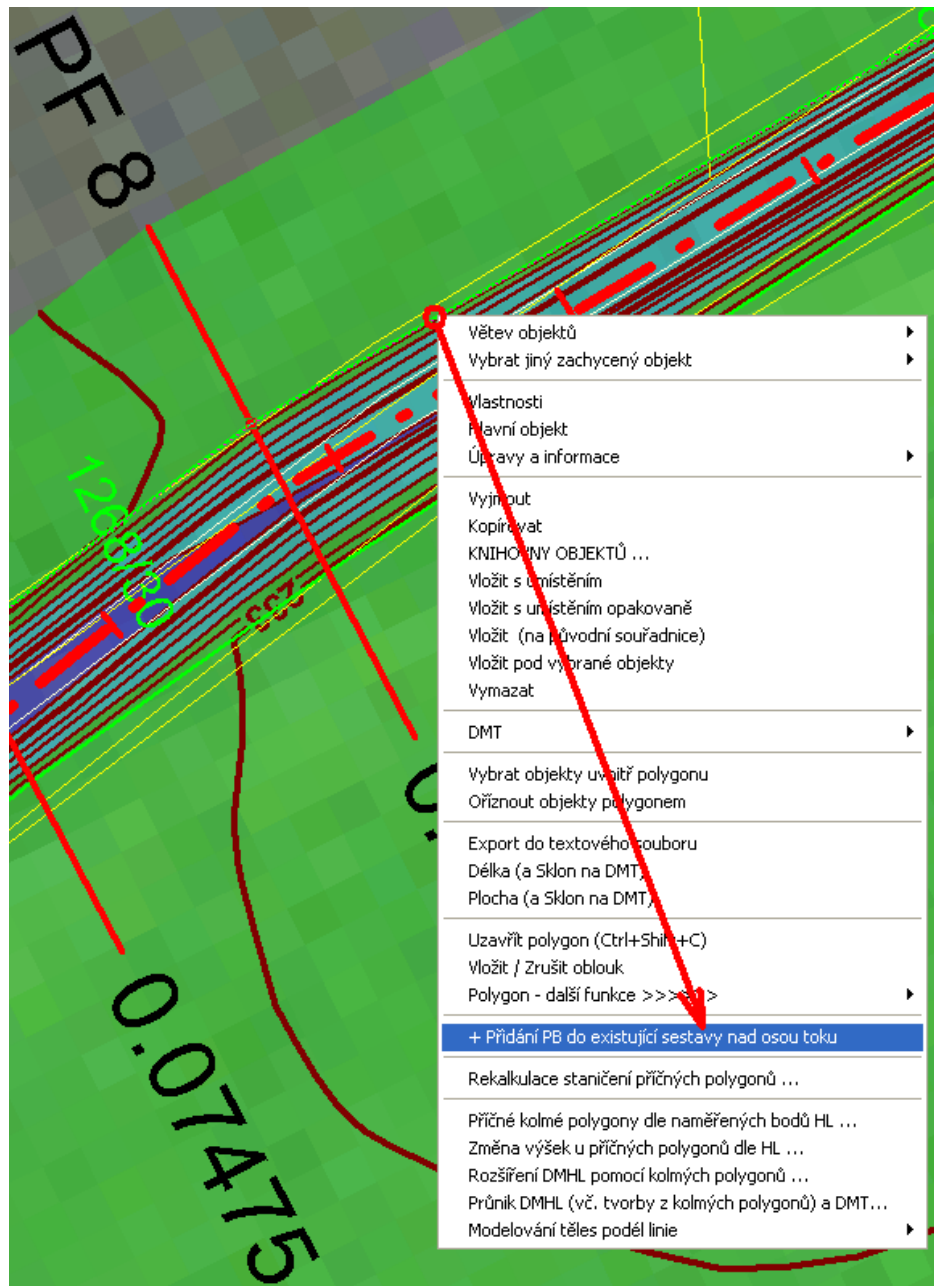 PF 8
Větev objektů
Vybrat jiný zachycený objekt
Vlastnosti
Hlavní objekt
Úpravy a informace
126B/30
Vyjmout
Kopírovat
KNIHOVNY OBJEKTŮ ...
Vložit s umístěním
255
Vložit s umístěním opakovaně
Vložit (na původní souřadnice)
Vložit pod vybrané objekty
Vymazat
DMT
Vybrat objekty uvnitř polygonu
0.
Oříznout objekty polygonem
Export do textového souboru
Délka (a Sklon na DMT)
Plocha (a Sklon na DMT)
Uzavřít polygon (Ctrl+Shift+C)
Vložit / Zrušit oblouk
Polygon - další funkce >>>>>>
0.07475
+ Přidání PB do existující sestavy nad osou toku
Rekalkulace staničení příčných polygonů ...
Příčné kolmé polygony dle naměřených bodů HL ...
Změna výšek u příčných polygonů dle HL ...
Rozšíření DMHL pomocí kolmých polygonů ...
Průnik DMHL (vč. tvorby z kolmých polygonů) a DMT...
Modelování těles podél linie